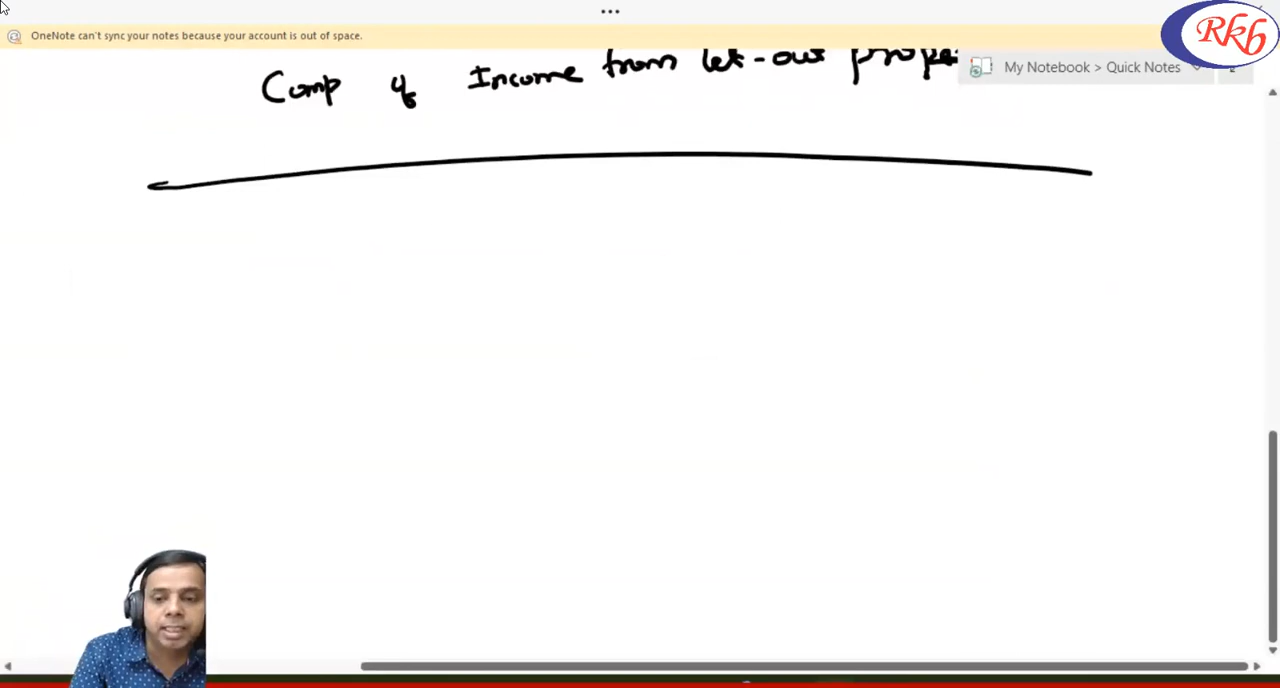 •••
OneNote can't sync your notes because your account is out of space.
Rkb
My Notebook > Quick Notes
Comp of Income from let-out